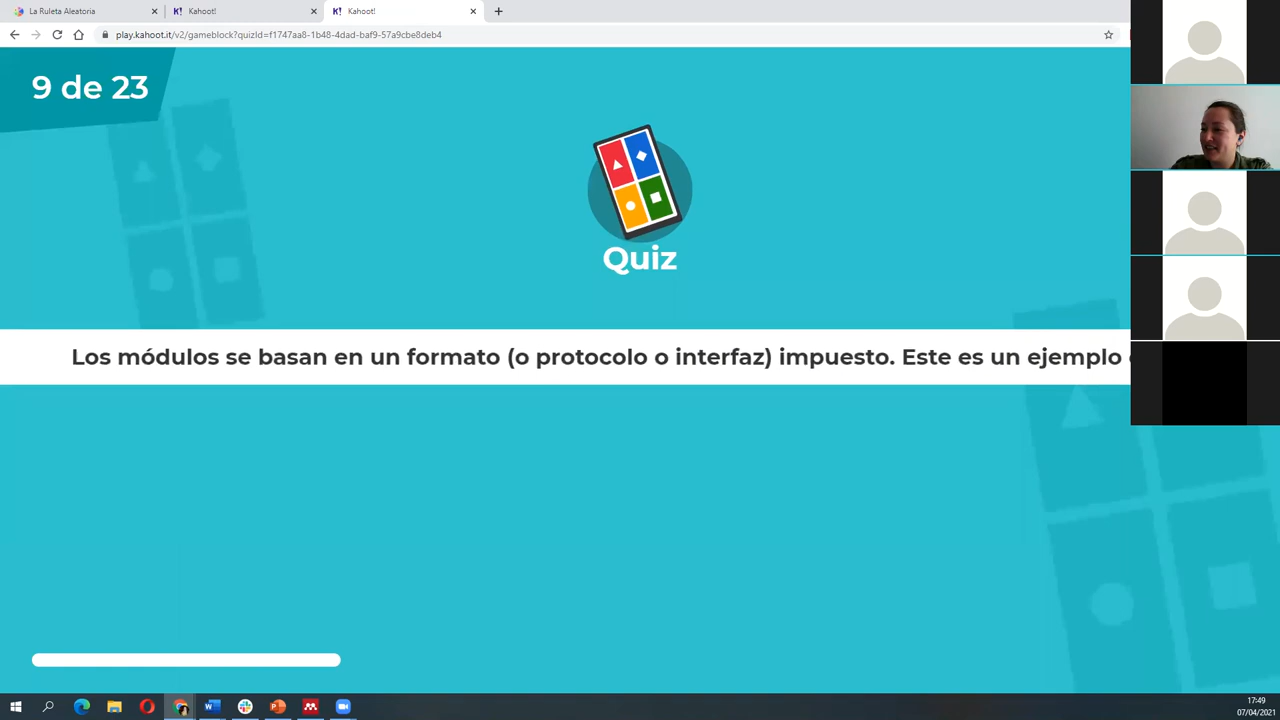 La Ruleta Aleatoria
Kahoot!
Kahoot!
play.kahoot.it/v2/gameblock?quizId=f1747aa8-1b48-4dad-baf9-57a9cbe8deb4
9 de 23
Quiz
Los módulos se basan en un formato (o protocolo o interfaz) impuesto. Este es un ejemplo
17:49
07/04/2021